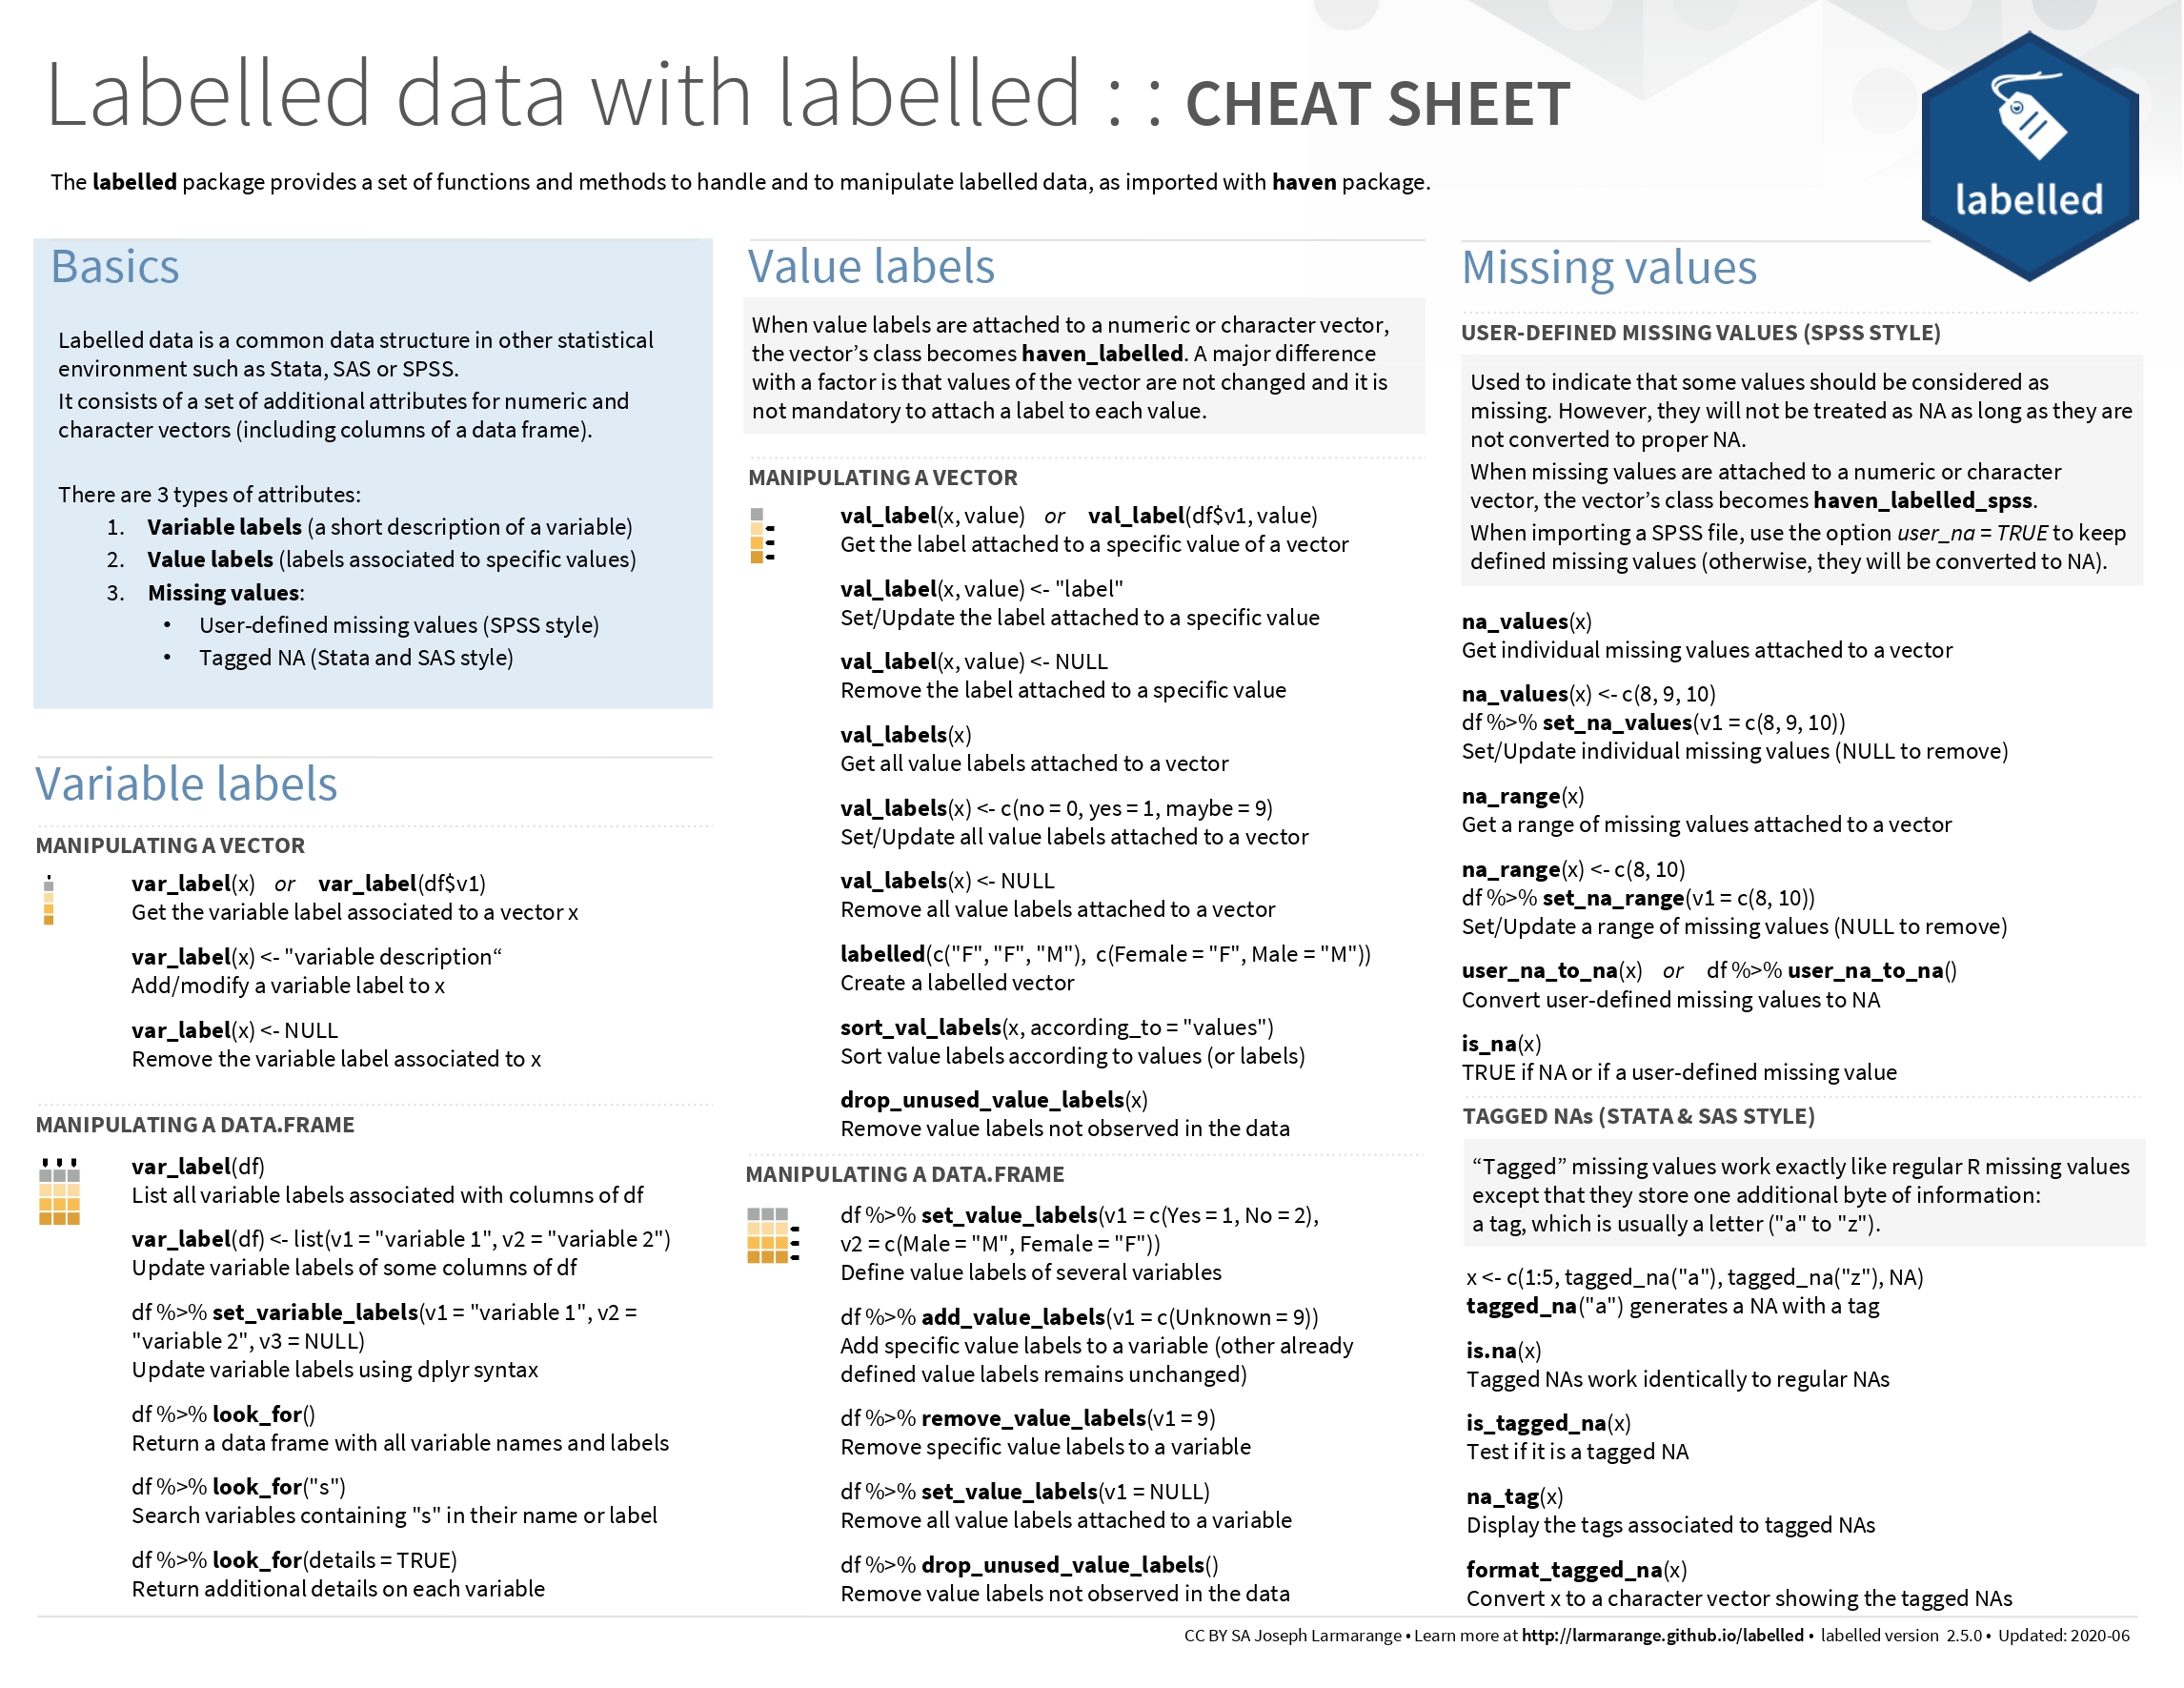 Labelled data with labelled : : CHEAT SHEET
The labelled package provides a set of functions and methods to handle and to manipulate labelled data, as imported with haven package.
labelled
Basics
Labelled data is a common data structure in other statistical
environment such as Stata, SAS or SPSS.
It consists of a set of additional attributes for numeric and
character vectors (including columns of a data frame).
There are 3 types of attributes:
1. Variable labels (a short description of a variable)
2. Value labels (labels associated to specific values)
3. Missing values:
• User-defined missing values (SPSS style)
• Tagged NA (Stata and SAS style)
Variable labels
MANIPULATING A VECTOR
var_label(x) or var_label(df$v1)
Get the variable label associated to a vector x
var_label(x) <- "variable description“
Add/modify a variable label to x
var_label(x) <- NULL
Remove the variable label associated to x
MANIPULATING A DATA.FRAME
var_label(df)
List all variable labels associated with columns of df
var_label(df) <- list(v1 = "variable 1", v2 = "variable 2")
Update variable labels of some columns of df
df %>% set_variable_labels(v1 = "variable 1", v2 =
"variable 2", v3 = NULL)
Update variable labels using dplyr syntax
df %>% look_for()
Return a data frame with all variable names and labels
df %>% look_for("s")
Search variables containing "s" in their name or label
df %>% look_for(details = TRUE)
Return additional details on each variable
Value labels
When value labels are attached to a numeric or character vector,
the vector’s class becomes haven_labelled. A major difference
with a factor is that values of the vector are not changed and it is
not mandatory to attach a label to each value.
MANIPULATING A VECTOR
val_label(x, value) or val_label(df$v1, value)
Get the label attached to a specific value of a vector
val_label(x, value) <- "label"
Set/Update the label attached to a specific value
val_label(x, value) <- NULL
Remove the label attached to a specific value
val_labels(x)
Get all value labels attached to a vector
val_labels(x) <- c(no = 0, yes = 1, maybe = 9)
Set/Update all value labels attached to a vector
val_labels(x) <- NULL
Remove all value labels attached to a vector
labelled(c("F", "F", "M"), c(Female = "F", Male = "M"))
Create a labelled vector
sort_val_labels(x, according_to = "values")
Sort value labels according to values (or labels)
drop_unused_value_labels(x)
Remove value labels not observed in the data
MANIPULATING A DATA.FRAME
df %>% set_value_labels(v1 = c(Yes = 1, No = 2),
v2 = c(Male = "M", Female = "F"))
Define value labels of several variables
df %>% add_value_labels(v1 = c(Unknown = 9))
Add specific value labels to a variable (other already
defined value labels remains unchanged)
df %>% remove_value_labels(v1 = 9)
Remove specific value labels to a variable
df %>% set_value_labels(v1 = NULL)
Remove all value labels attached to a variable
df %>% drop_unused_value_labels()
Remove value labels not observed in the data
Missing values
USER-DEFINED MISSING VALUES (SPSS STYLE)
Used to indicate that some values should be considered as
missing. However, they will not be treated as NA as long as they are
not converted to proper NA.
When missing values are attached to a numeric or character
vector, the vector’s class becomes haven_labelled_spss.
When importing a SPSS file, use the option user_na = TRUE to keep
defined missing values (otherwise, they will be converted to NA).
na_values(x)
Get individual missing values attached to a vector
na_values(x) <- c(8, 9, 10)
df %>% set_na_values(v1 = c(8, 9, 10))
Set/Update individual missing values (NULL to remove)
na_range(x)
Get a range of missing values attached to a vector
na_range(x) <- c(8, 10)
df %>% set_na_range(v1 = c(8, 10))
Set/Update a range of missing values (NULL to remove)
user_na_to_na(x) or df %>% user_na_to_na()
Convert user-defined missing values to NA
is_na(x)
TRUE if NA or if a user-defined missing value
TAGGED NAs (STATA & SAS STYLE)
“Tagged” missing values work exactly like regular R missing values
except that they store one additional byte of information:
a tag, which is usually a letter ("a" to "z").
x <- c(1:5, tagged_na("a"), tagged_na("z"), NA)
tagged_na("a") generates a NA with a tag
is.na(x)
Tagged NAs work identically to regular NAs
is_tagged_na(x)
Test if it is a tagged NA
na_tag(x)
Display the tags associated to tagged NAs
format_tagged_na(x)
Convert x to a character vector showing the tagged NAs
CC BY SA Joseph Larmarange • Learn more at http://larmarange.github.io/labelled • labelled version 2.5.0 • Updated: 2020-06